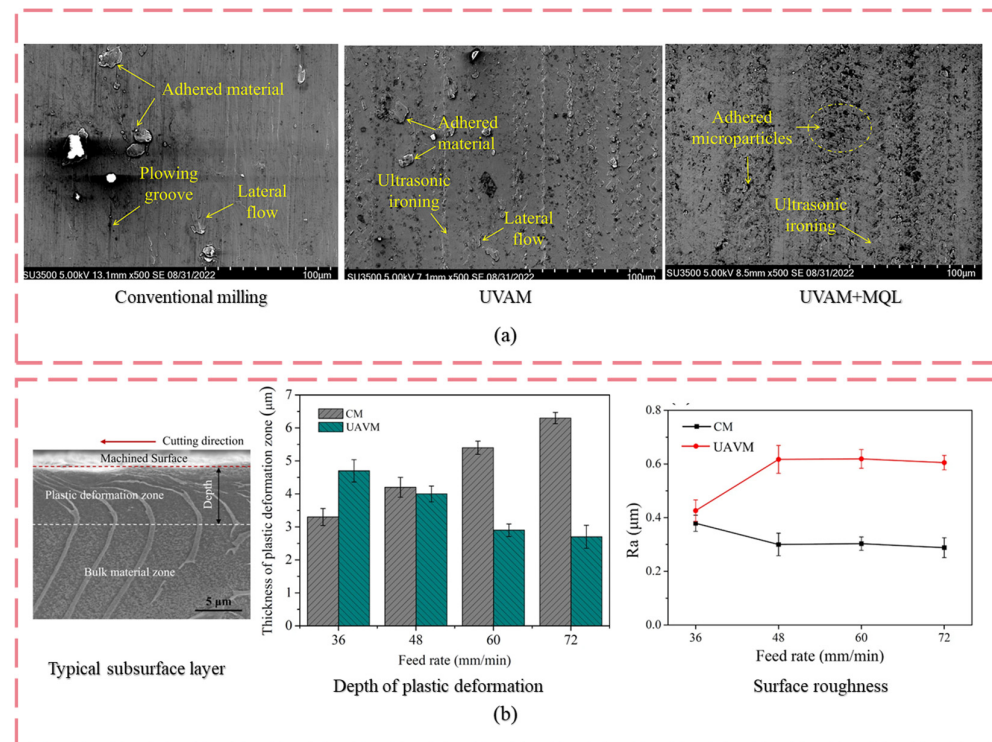 Adhered material
Plowing
groove
Lateral
flow
SU3500 5.00kV 13.1mm x500 SE 08/31/2022
100μm
Conventional milling
Adhered
material
Ultrasonic
ironing
Lateral
flow
SU3500 5.00kV 7.1mm x500 SE 08/31/2022
100μm
UVAM
Adhered
microparticles
Ultrasonic
ironing
SU3500 5.00kV 8.5mm x500 SE 08/31/2022
100μm
UVAM+MQL
(a)
Cutting direction
Machined Surface
Plastic deformation zone
Depth
Bulk material zone
5 μm
Typical subsurface layer
Thickness of plastic deformation zone (μm)
7
6
5
4
3
2
1
0
CM
UAVM
36
48
60
72
Feed rate (mm/min)
Depth of plastic deformation
Ra (μm)
0.8
0.6
0.4
0.2
0.0
CM
UAVM
36
48
60
72
Feed rate (mm/min)
Surface roughness
(b)